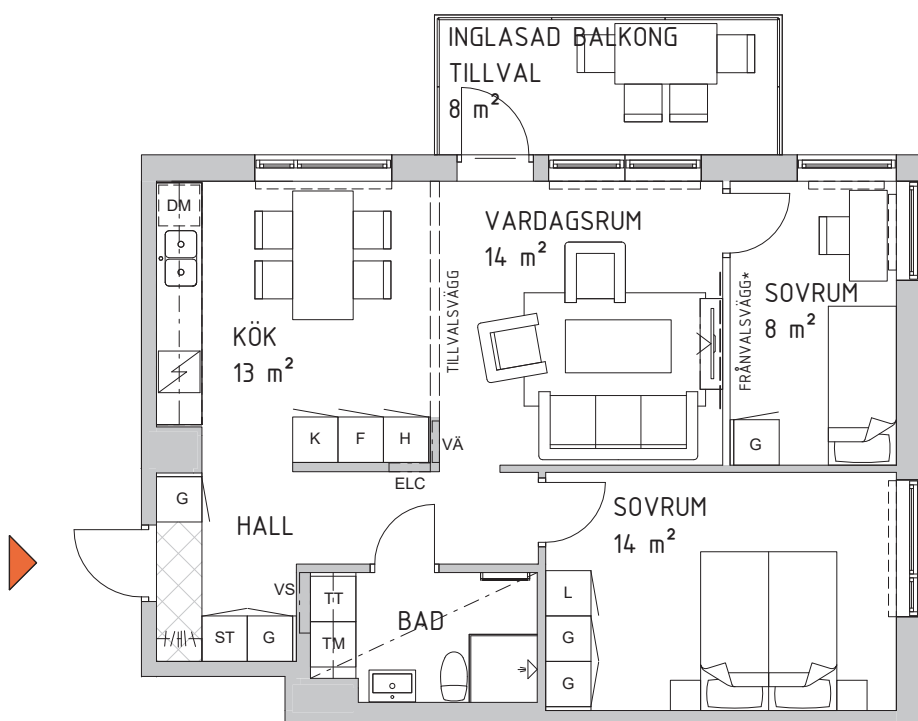 INGLASAD BALKONG
TILLVAL
8 m²
DM
VARDAGSRUM
14 m²
TILLVALSVÄGG
FRÅNVALSVÄGG*
SOVRUM
8 m²
KÖK
13 m²
K F H
VÄ
G
ELC
G
HALL
SOVRUM
14 m²
VS
TT
BAD
L
ST G
TM
G
G